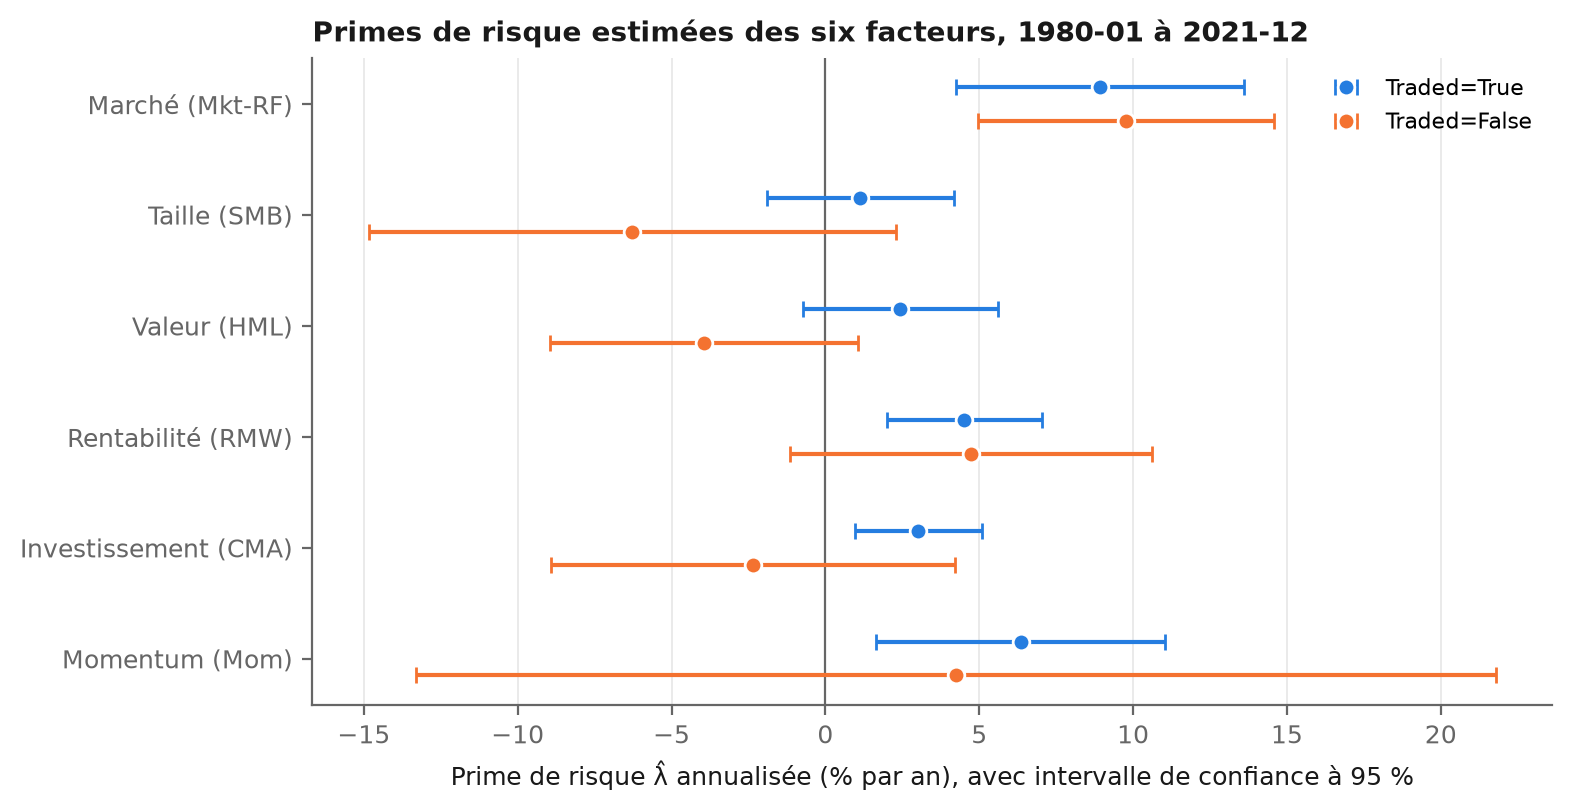 Primes de risque estimées des six facteurs, 1980-01 à 2021-12
Traded=True
Traded=False
Marché (Mkt-RF)
Taille (SMB)
Valeur (HML)
Rentabilité (RMW)
Investissement (CMA)
Momentum (Mom)
−15 −10 −5 0 5 10 15 20
Prime de risque λ̂ annualisée (% par an), avec intervalle de confiance à 95 %